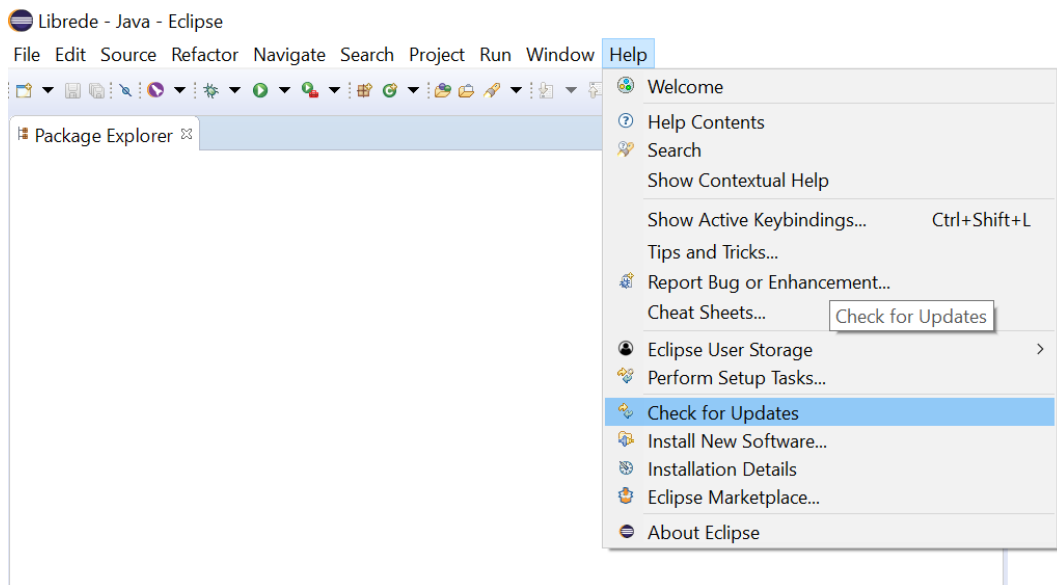 Librede - Java - Eclipse
File Edit Source Refactor Navigate Search Project Run Window Help
Welcome
Package Explorer
Help Contents
Search
Show Contextual Help
Show Active Keybindings... Ctrl+Shift+L
Tips and Tricks...
Report Bug or Enhancement...
Cheat Sheets...
Check for Updates
Eclipse User Storage
Perform Setup Tasks...
Check for Updates
Install New Software...
Installation Details
Eclipse Marketplace...
About Eclipse